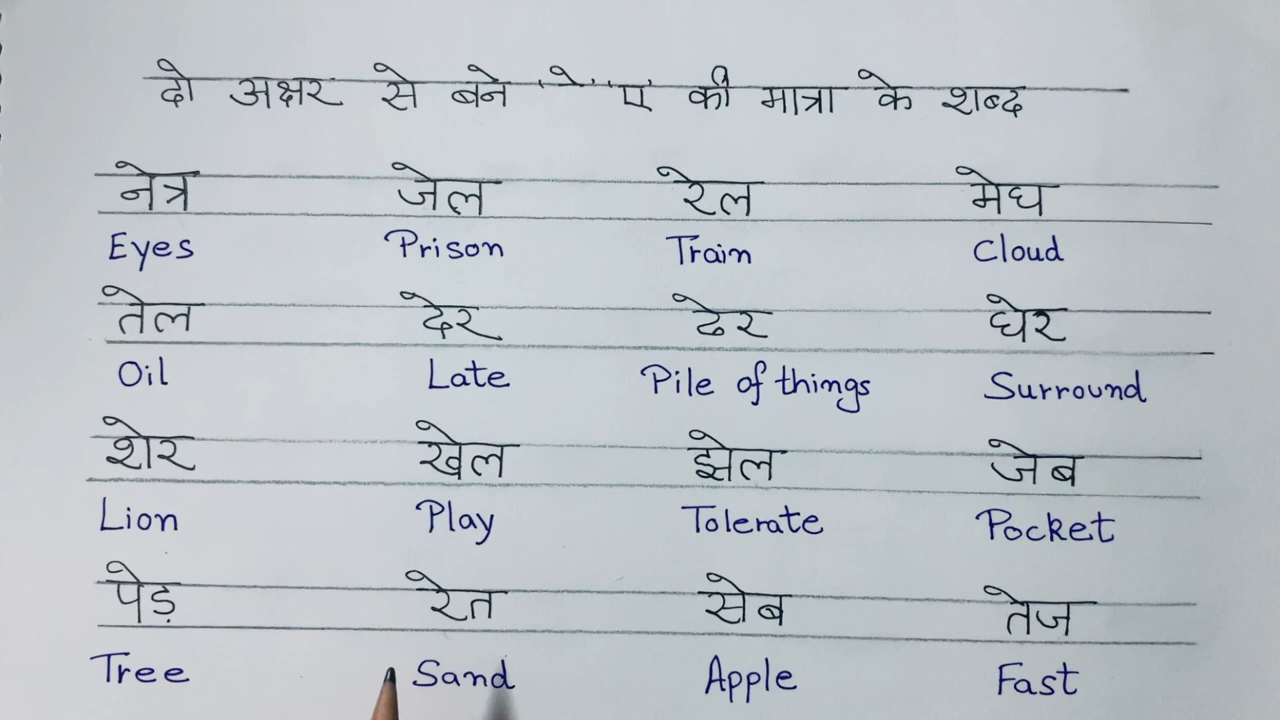 दो अक्षर से बने 'े' 'ए' की मात्रा के शब्द
नेत्र जेल रेल मेघ
Eyes Prison Train Cloud
तेल देर ढेर घेर
Oil Late Pile of things Surround
शेर खेल झेल जेब
Lion Play Tolerate Pocket
पेड़ रेत सेब तेज
Tree Sand Apple Fast